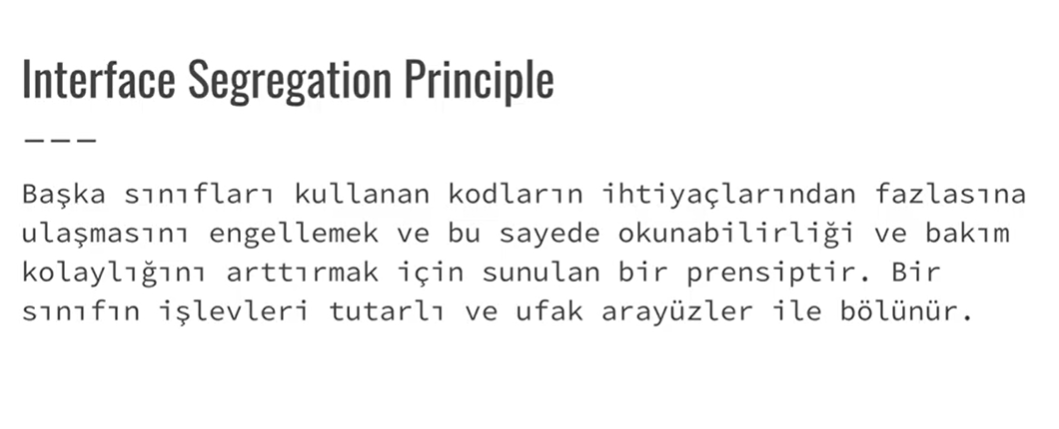 Interface Segregation Principle
Başka sınıfları kullanan kodların ihtiyaçlarından fazlasına
ulaşmasını engellemek ve bu sayede okunabilirliği ve bakım
kolaylığını arttırmak için sunulan bir prensiptir. Bir
sınıfın işlevleri tutarlı ve ufak arayüzler ile bölünür.